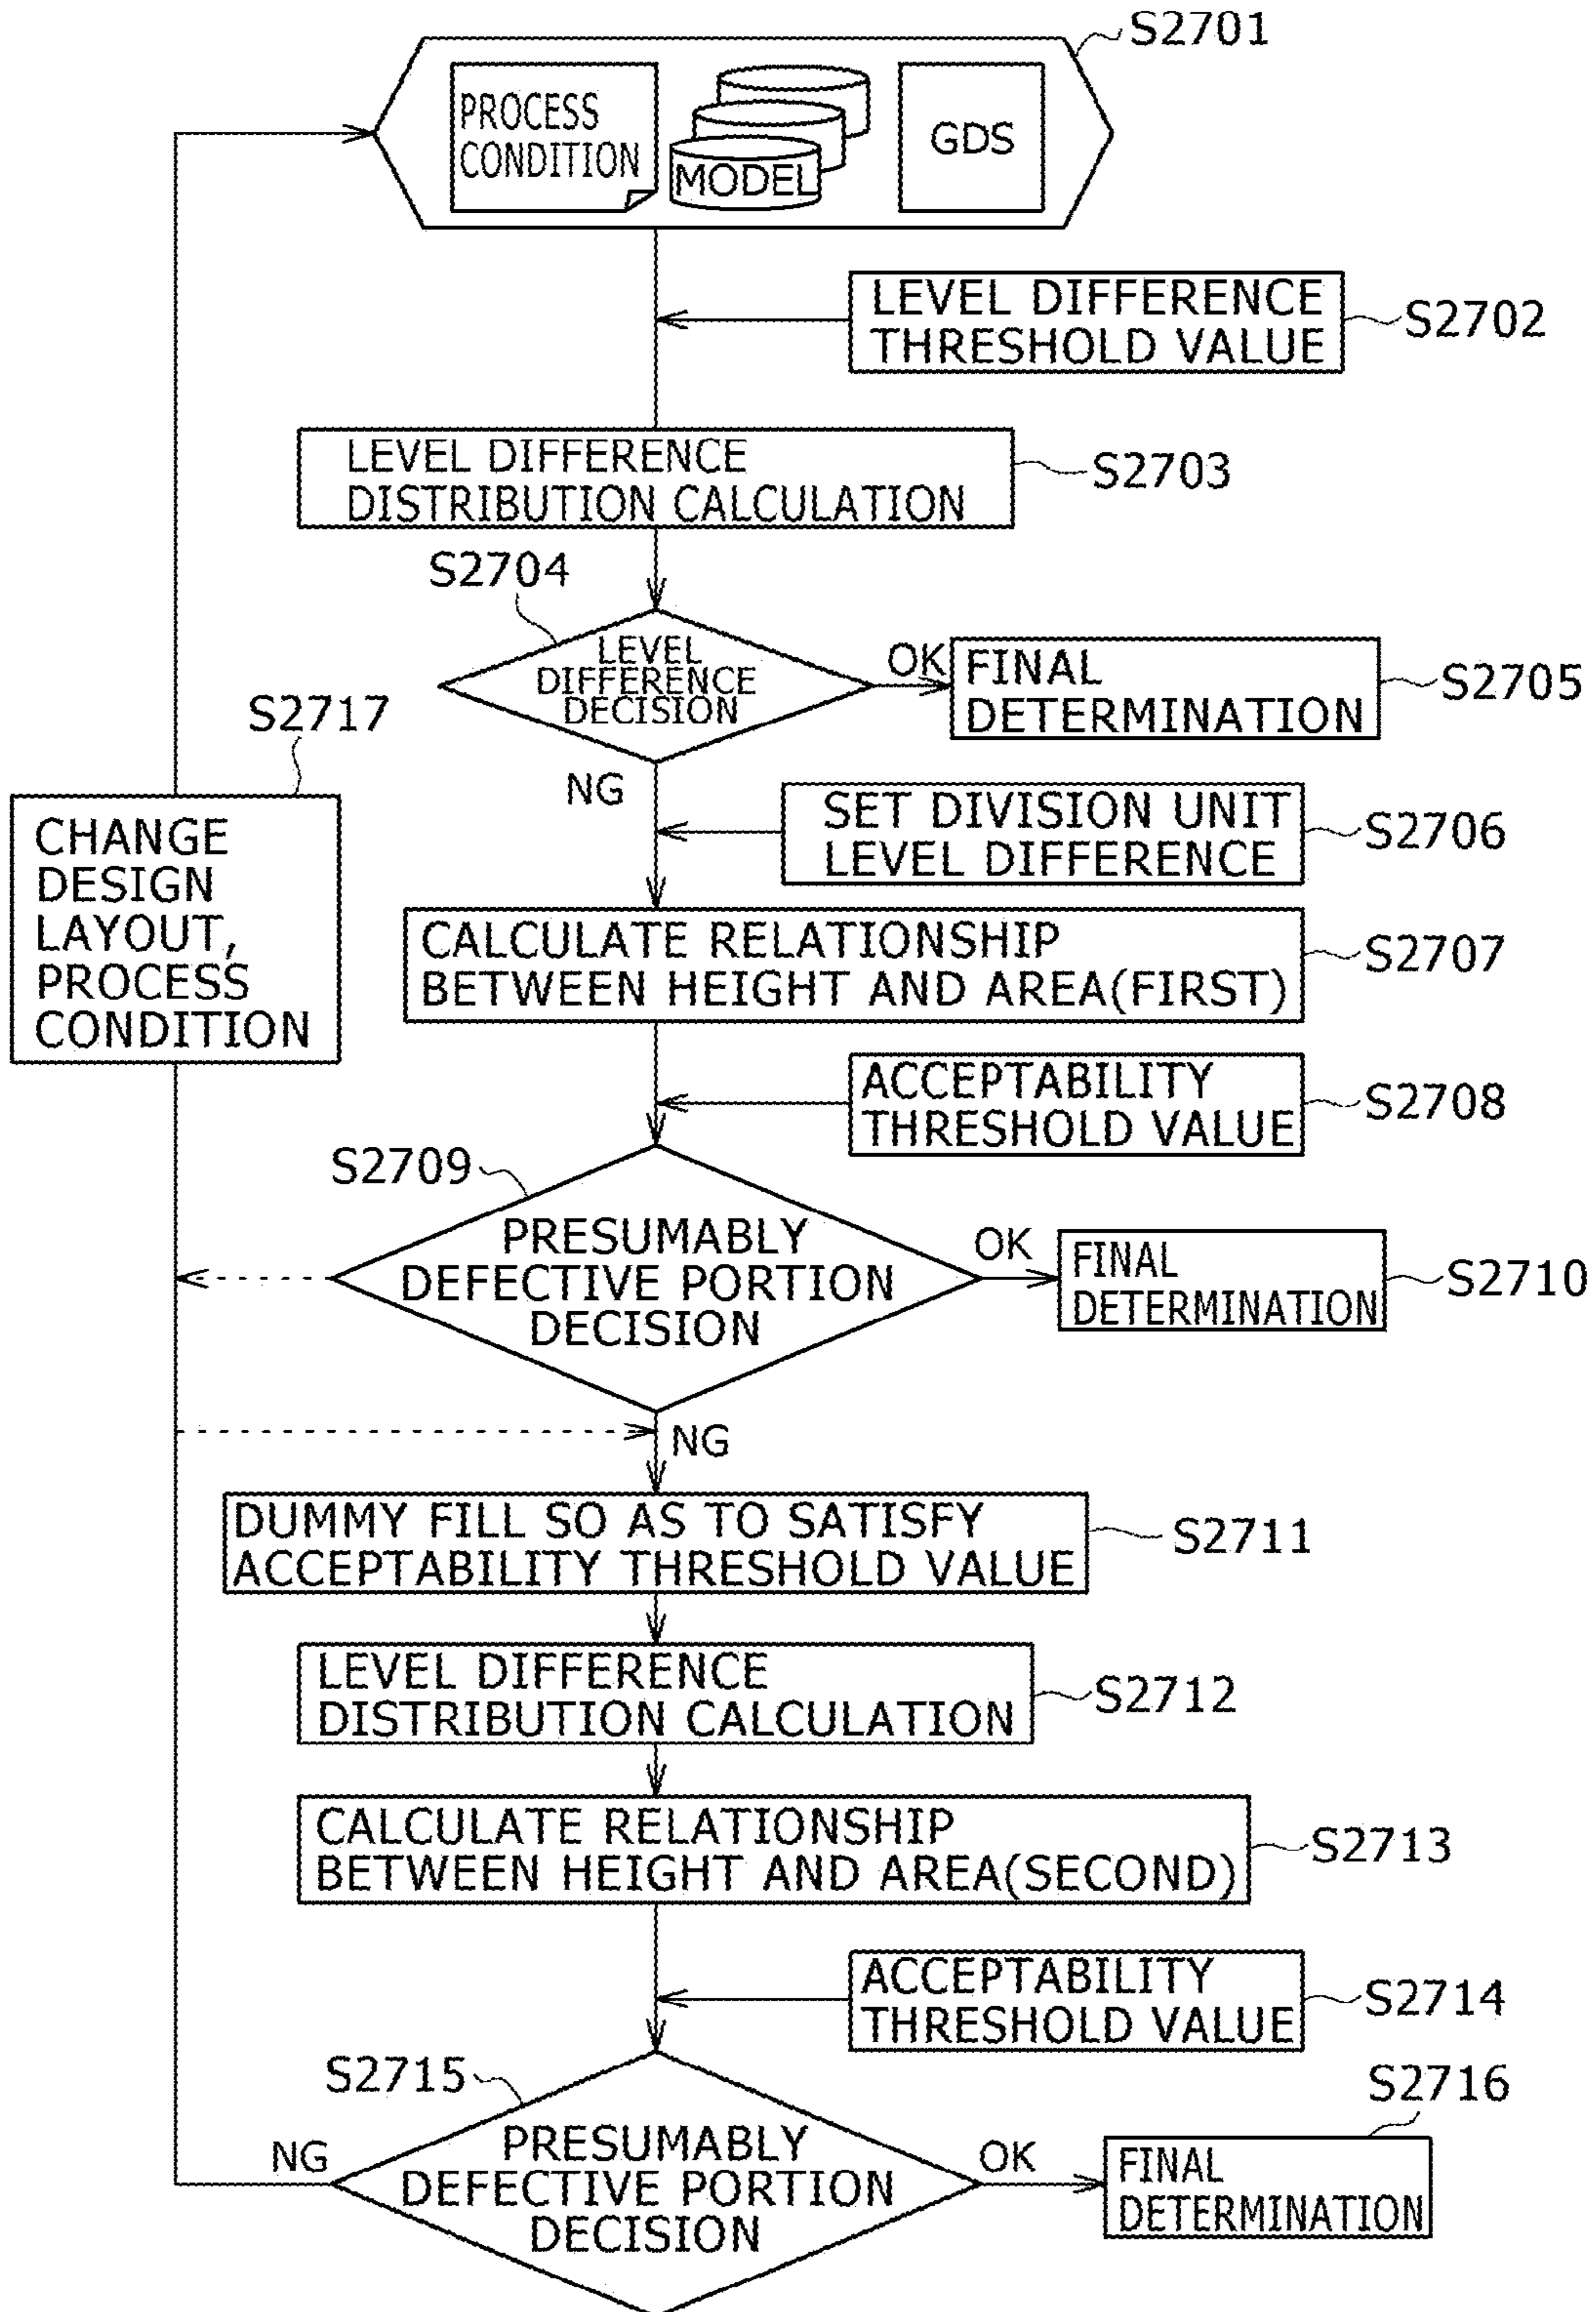 S2701
PROCESS
CONDITION
MODEL
GDS
LEVEL DIFFERENCE
THRESHOLD VALUE
S2702
LEVEL DIFFERENCE
DISTRIBUTION CALCULATION
S2703
S2704
LEVEL
DIFFERENCE
DECISION
OK
FINAL
DETERMINATION
S2705
S2717
NG
CHANGE
DESIGN
LAYOUT,
PROCESS
CONDITION
SET DIVISION UNIT
LEVEL DIFFERENCE
S2706
CALCULATE RELATIONSHIP
BETWEEN HEIGHT AND AREA(FIRST)
S2707
ACCEPTABILITY
THRESHOLD VALUE
S2708
S2709
PRESUMABLY
DEFECTIVE PORTION
DECISION
OK
FINAL
DETERMINATION
S2710
NG
DUMMY FILL SO AS TO SATISFY
ACCEPTABILITY THRESHOLD VALUE
S2711
LEVEL DIFFERENCE
DISTRIBUTION CALCULATION
S2712
CALCULATE RELATIONSHIP
BETWEEN HEIGHT AND AREA(SECOND)
S2713
ACCEPTABILITY
THRESHOLD VALUE
S2714
S2715
NG
PRESUMABLY
DEFECTIVE PORTION
DECISION
OK
S2716
FINAL
DETERMINATION